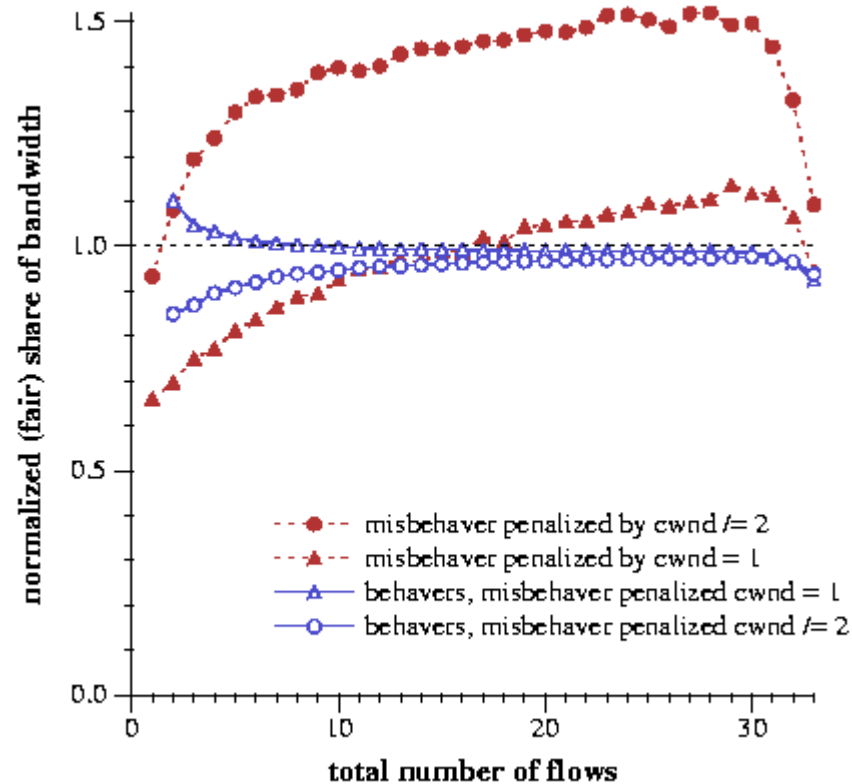 1.5
1.0
0.5
0.0
normalized (fair) share of bandwidth
misbehaver penalized by cwnd /= 2
misbehaver penalized by cwnd = 1
behavers, misbehaver penalized cwnd = 1
behavers, misbehaver penalized cwnd /= 2
0 10 20 30
total number of flows